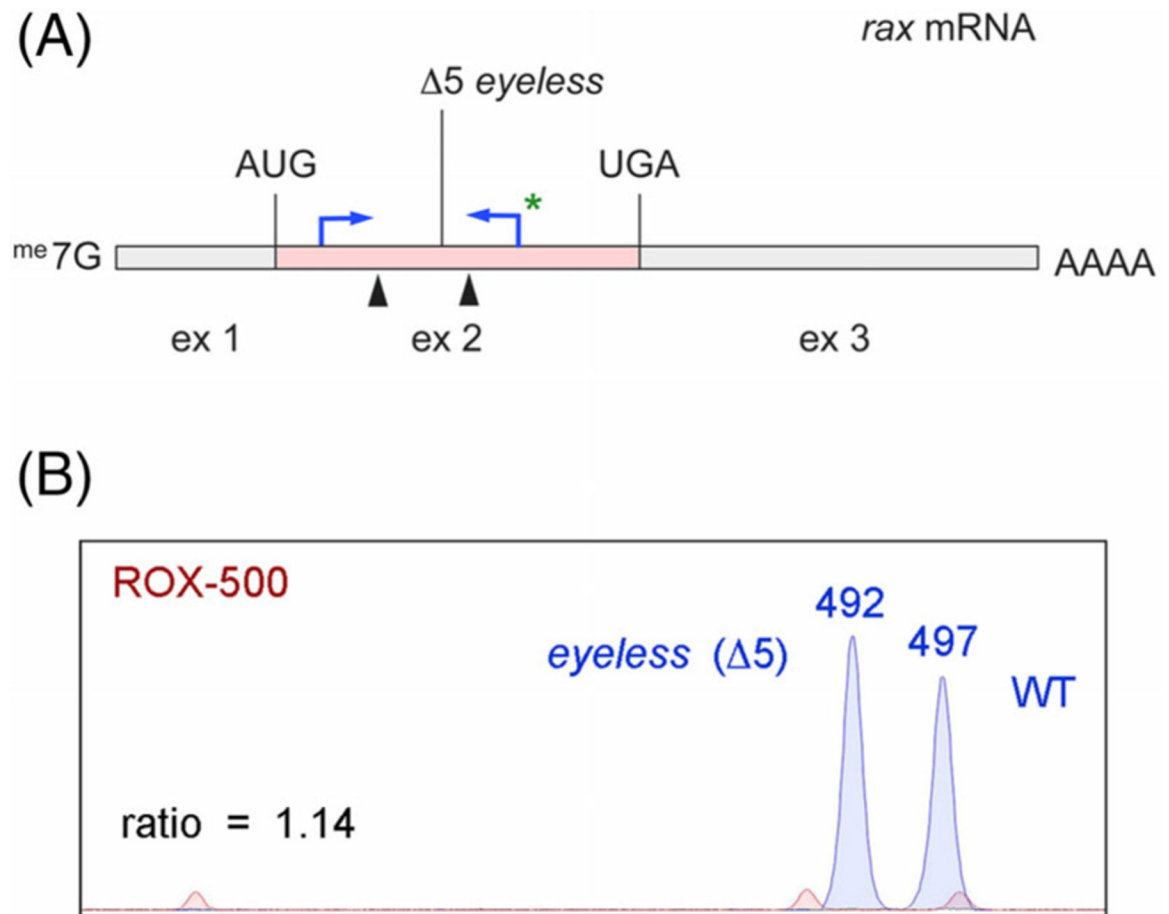 (A)
rax mRNA
Δ5 eyeless
AUG
UGA
*
me7G
AAAA
ex 1
ex 2
ex 3
(B)
ROX-500
492
eyeless (Δ5)
497
WT
ratio = 1.14